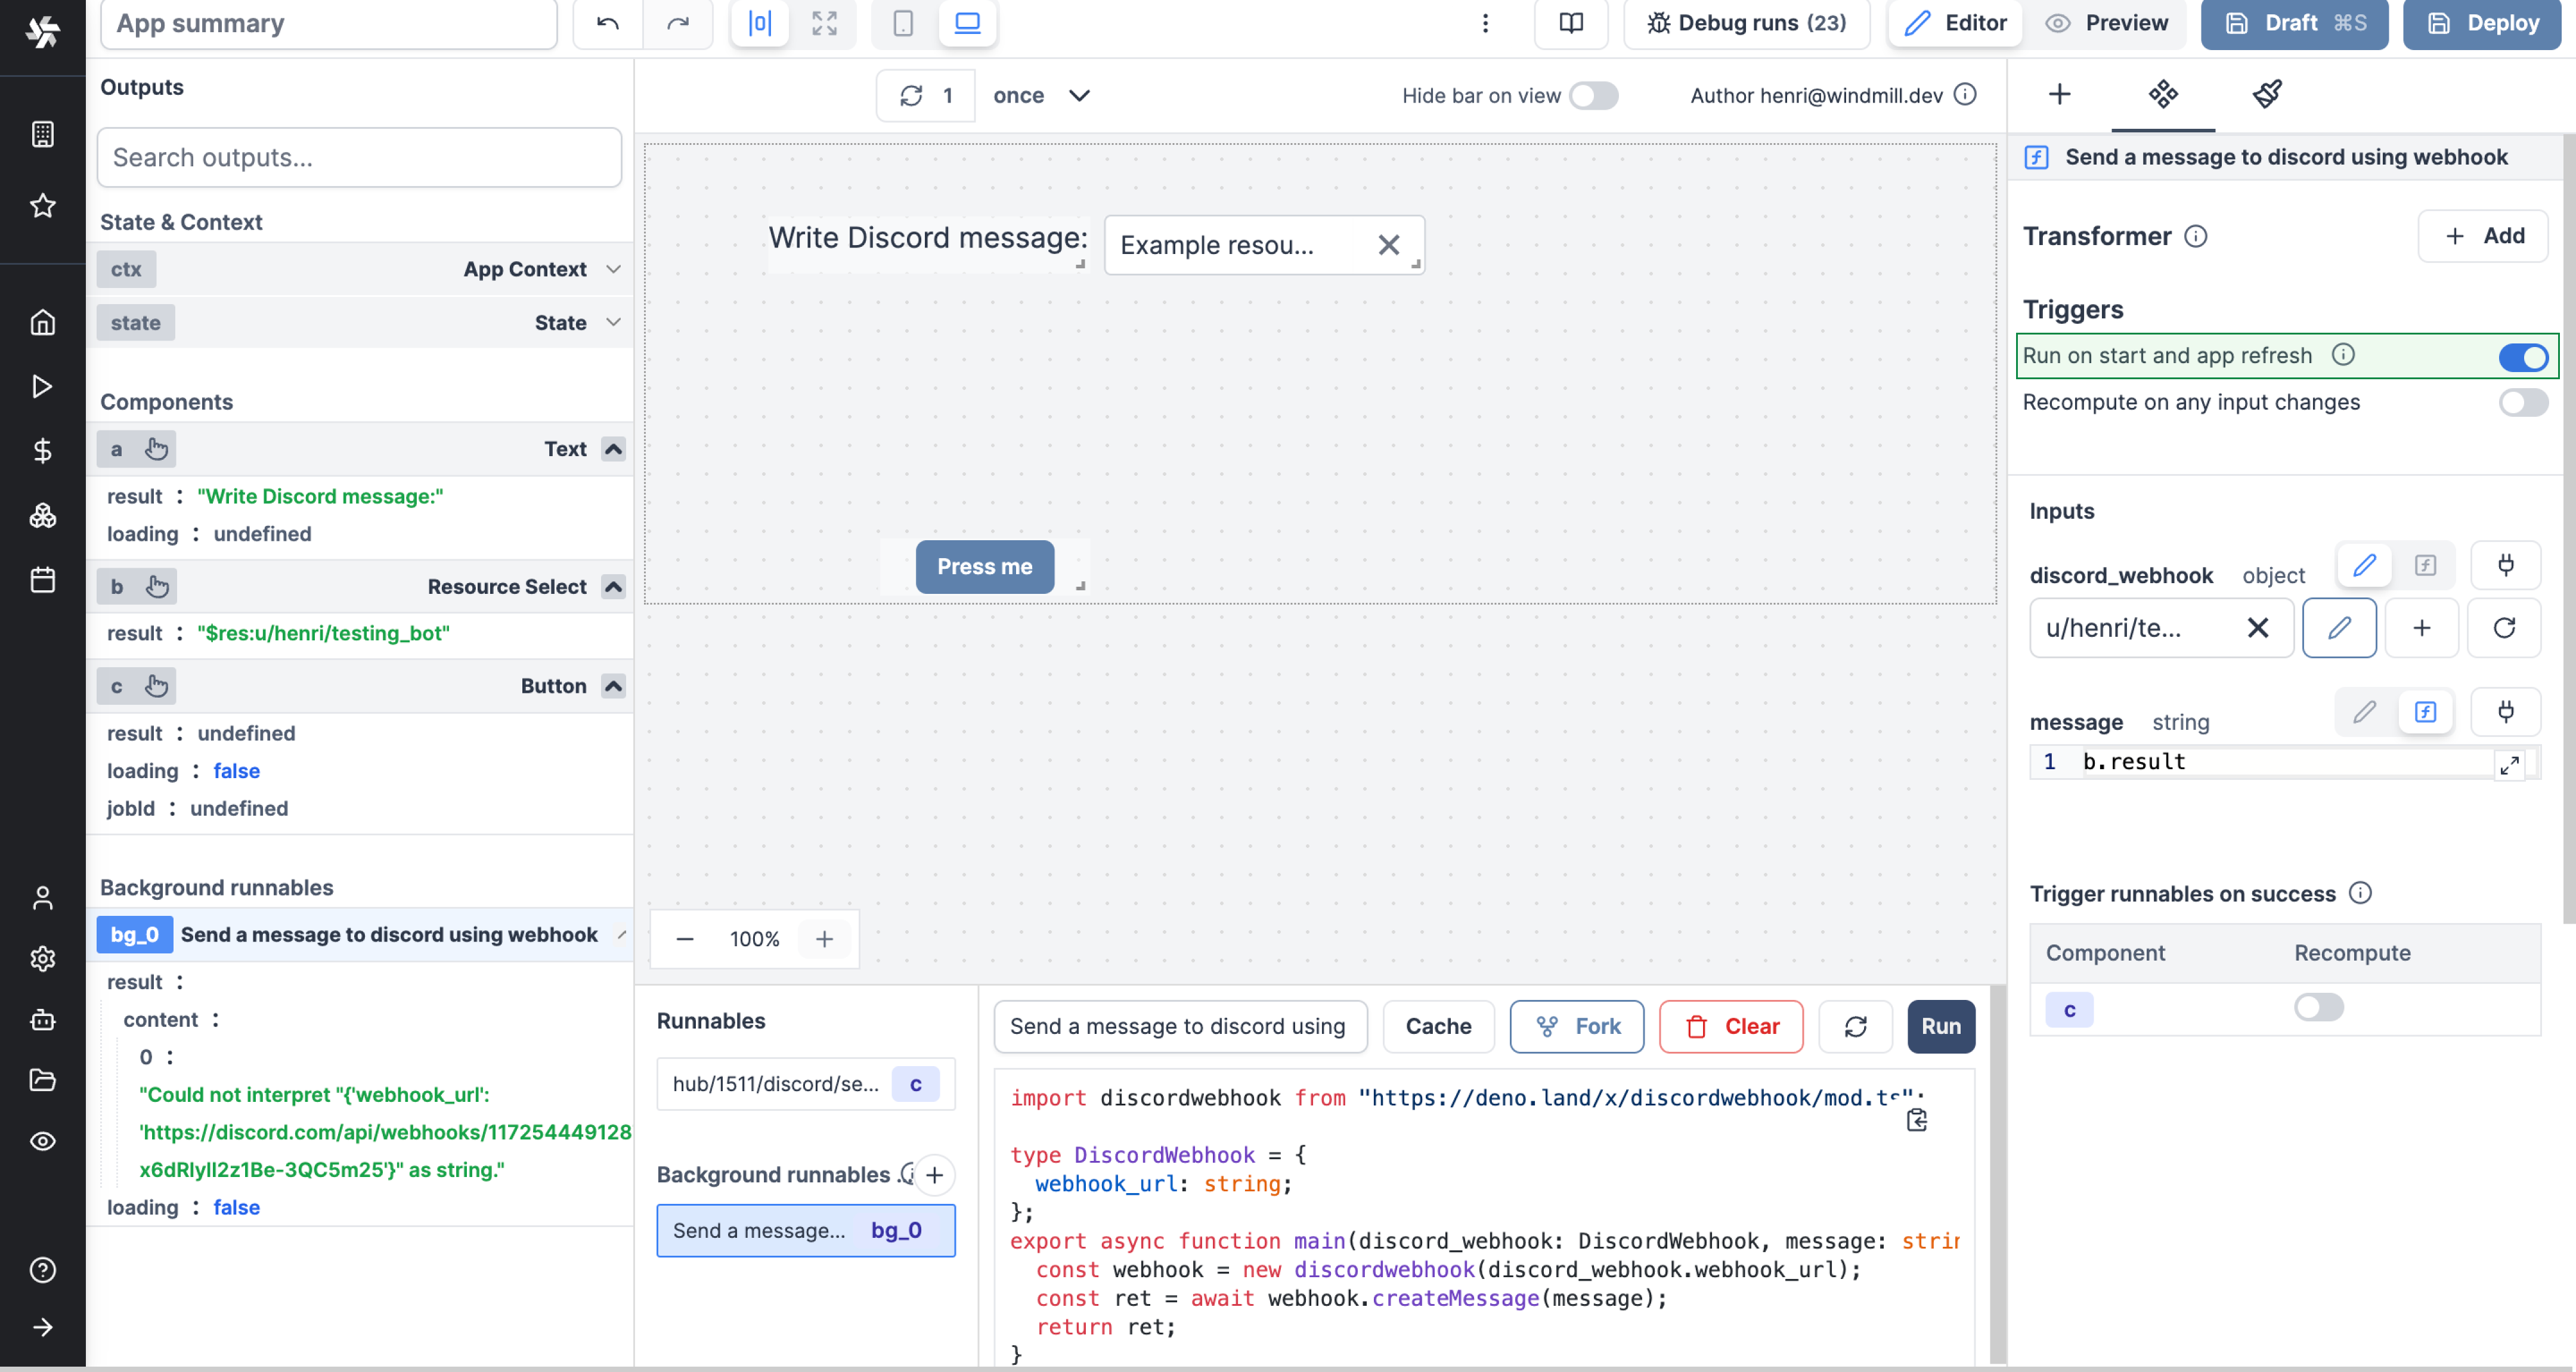 App summary
Debug runs (23)
Editor
Preview
Draft ⌘S
Deploy
Outputs
Search outputs...
State & Context
ctx App Context
state State
Components
a Text
result : "Write Discord message:"
loading : undefined
b Resource Select
result : "$res:u/henri/testing_bot"
c Button
result : undefined
loading : false
jobId : undefined
Background runnables
bg_0 Send a message to discord using webhook
result :
content :
0 :
"Could not interpret "{'webhook_url':
'https://discord.com/api/webhooks/117254449128
x6dRlyIl2z1Be-3QC5m25'}" as string."
loading : false
1 once
Hide bar on view
Author henri@windmill.dev
Write Discord message:
Example resou...
Press me
100%
Runnables
hub/1511/discord/se... c
Background runnables
Send a message... bg_0
Send a message to discord using
Cache
Fork
Clear
Run
import discordwebhook from "https://deno.land/x/discordwebhook/mod.ts";
type DiscordWebhook = {
webhook_url: string;
};
export async function main(discord_webhook: DiscordWebhook, message: strin
const webhook = new discordwebhook(discord_webhook.webhook_url);
const ret = await webhook.createMessage(message);
return ret;
}
Send a message to discord using webhook
Transformer
Add
Triggers
Run on start and app refresh
Recompute on any input changes
Inputs
discord_webhook object
u/henri/te...
message string
1 b.result
Trigger runnables on success
Component Recompute
c